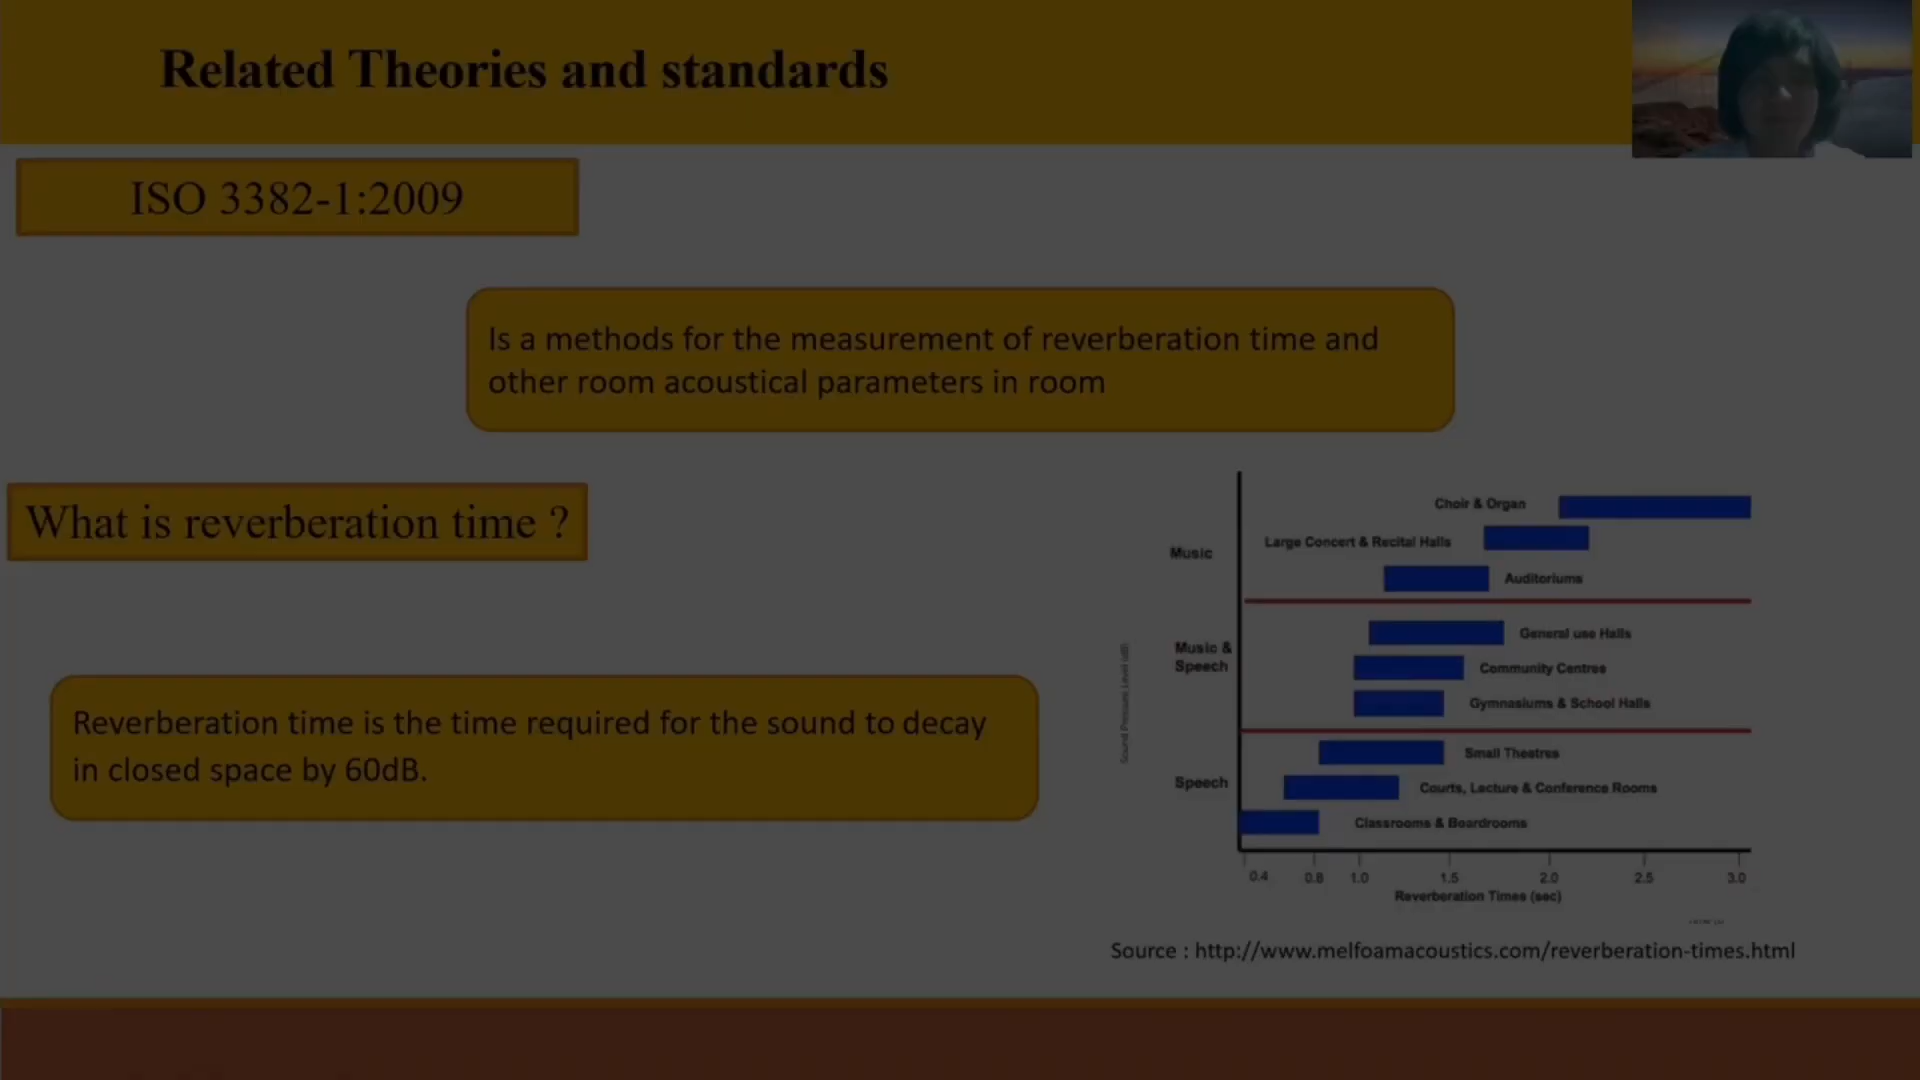 Related Theories and standards
ISO 3382-1:2009
Is a methods for the measurement of reverberation time and
other room acoustical parameters in room
What is reverberation time ?
Reverberation time is the time required for the sound to decay
in closed space by 60dB.
Choir & Organ
Large Concert & Recital Halls
Music
Auditoriums
General use Halls
Music &
Speech
Community Centres
Gymnasiums & School Halls
Sound Pressure Level (dB)
Small Theatres
Speech
Courts, Lecture & Conference Rooms
Classrooms & Boardrooms
0.4 0.8 1.0 1.5 2.0 2.5 3.0
Reverberation Times (sec)
Source : http://www.melfoamacoustics.com/reverberation-times.html